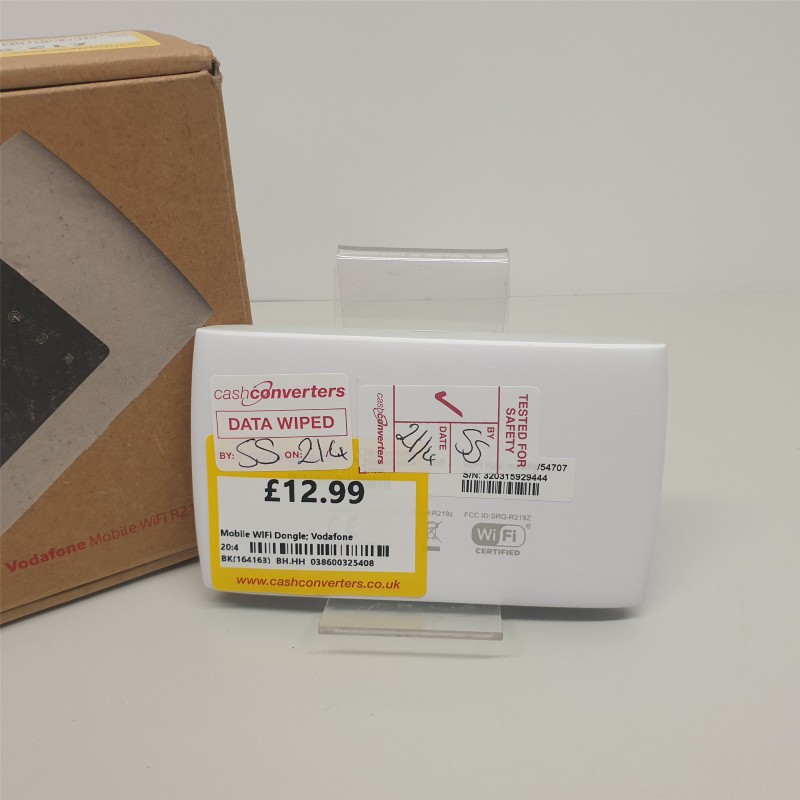 Vodafone Mobile WiFi R21
cashconverters
DATA WIPED
BY: SS ON: 21/4
cashconverters
DATE 21/4
BY SS
TESTED FOR SAFETY
/54707
S/N: 320315929444
R219z FCC ID:SRQ-R219Z
WiFi®
CERTIFIED
£12.99
Mobile WiFi Dongle; Vodafone
20:4
BK(164163) BH.HH 038600325408
www.cashconverters.co.uk